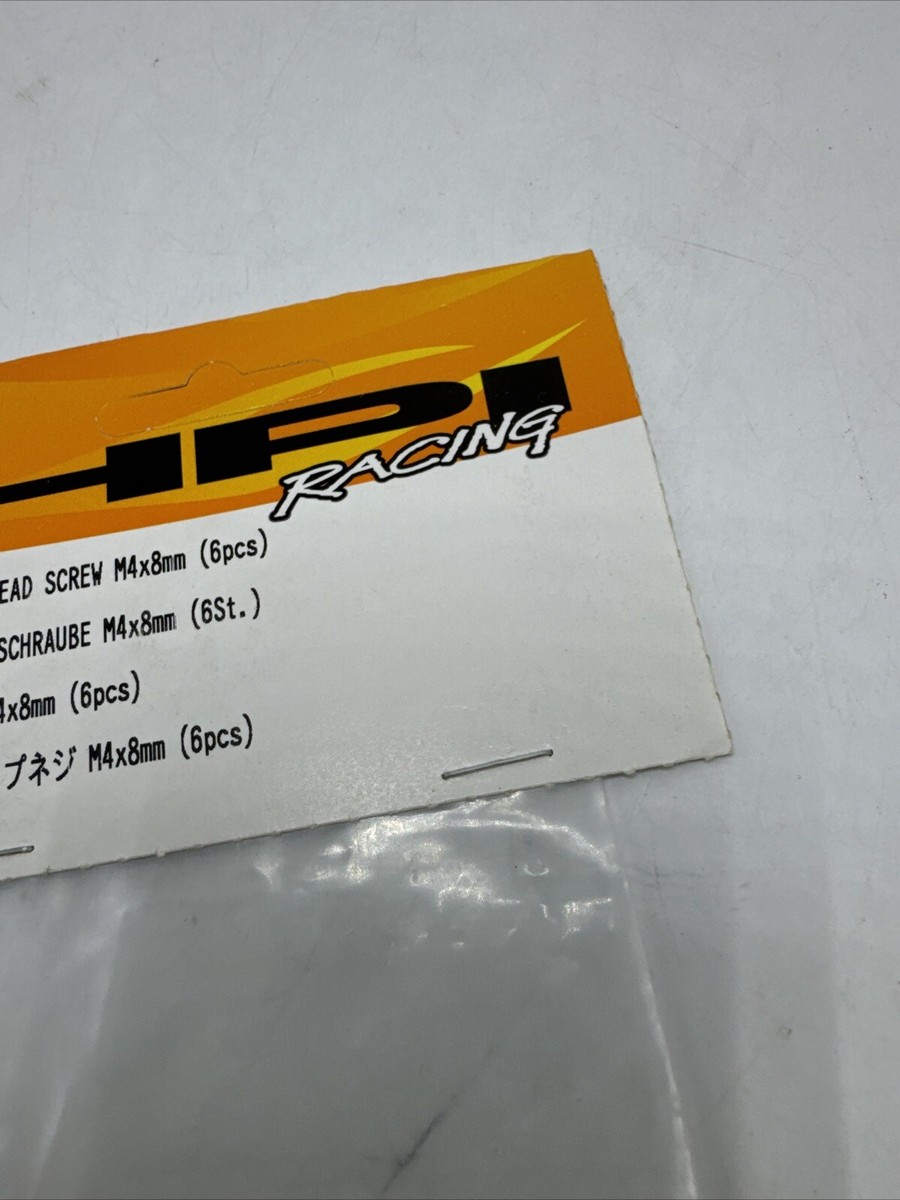 HPI
RACING
EAD SCREW M4x8mm (6pcs)
SCHRAUBE M4x8mm (6St.)
4x8mm (6pcs)
プネジ M4x8mm (6pcs)